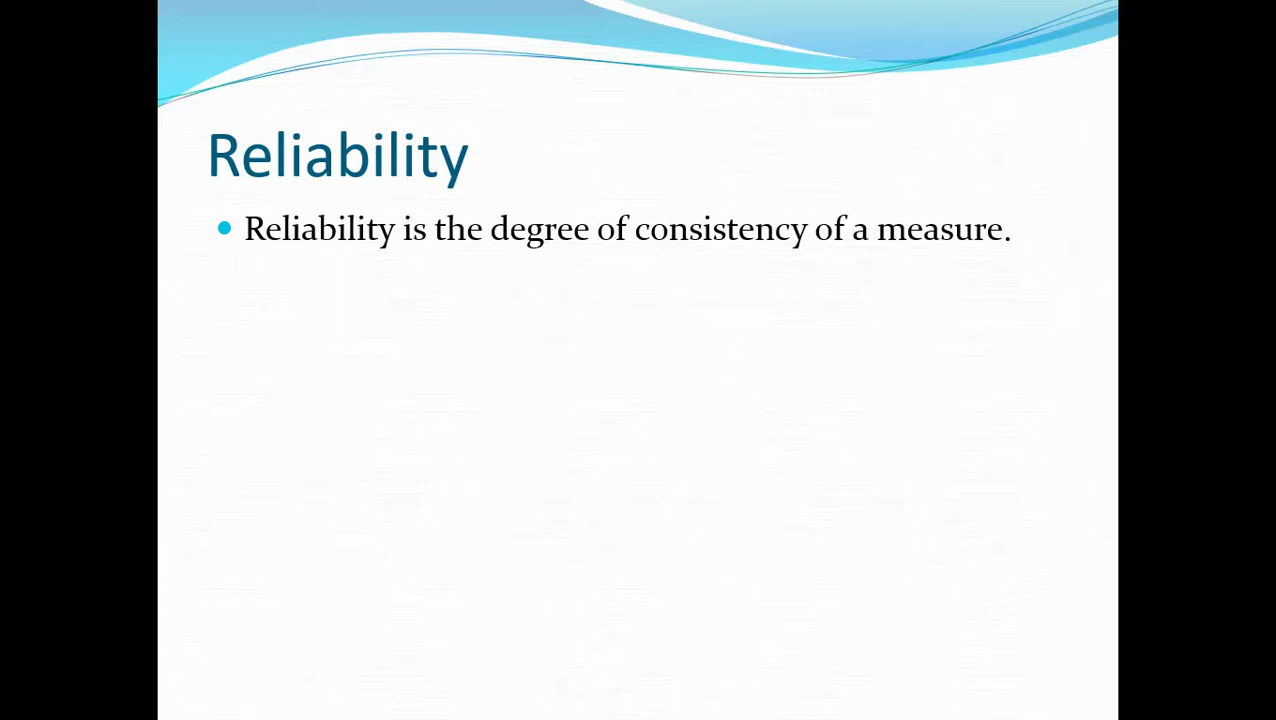 Reliability
Reliability is the degree of consistency of a measure.